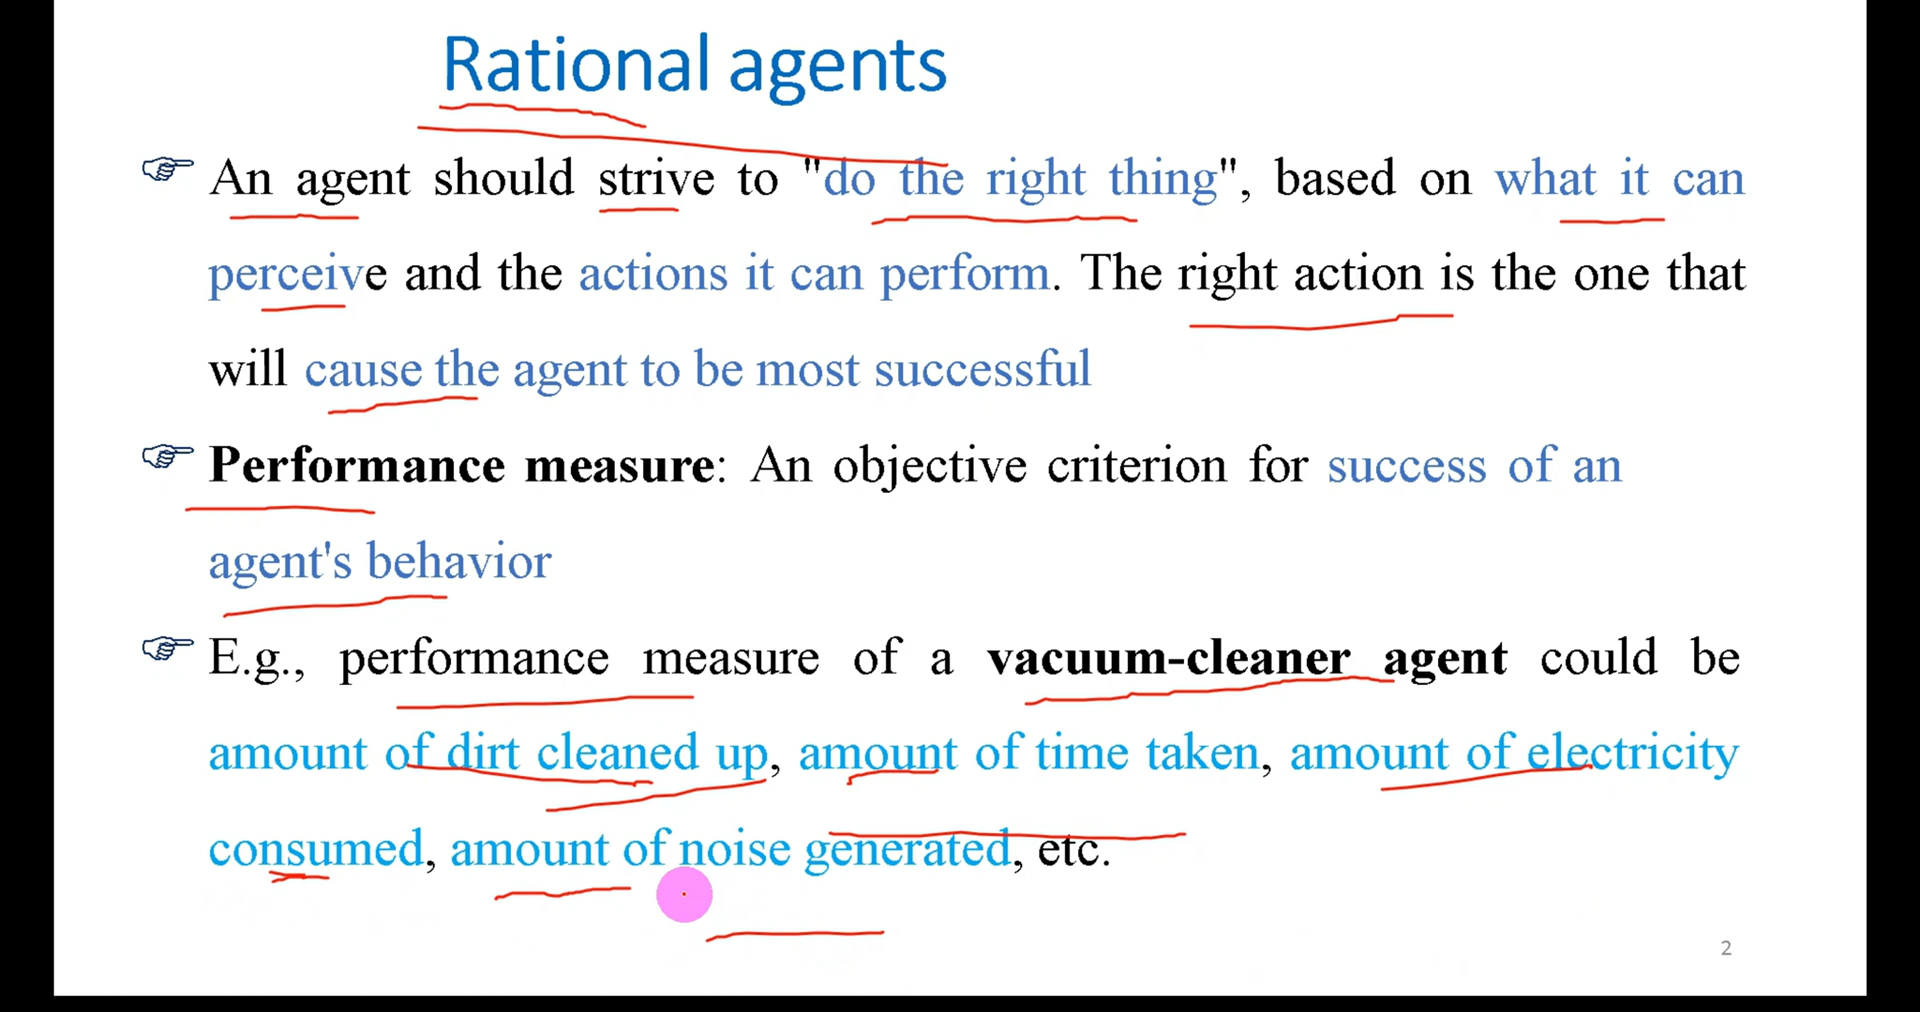 Rational agents
An agent should strive to "do the right thing", based on what it can
perceive and the actions it can perform. The right action is the one that
will cause the agent to be most successful
Performance measure: An objective criterion for success of an
agent's behavior
E.g., performance measure of a vacuum-cleaner agent could be
amount of dirt cleaned up, amount of time taken, amount of electricity
consumed, amount of noise generated, etc.
2